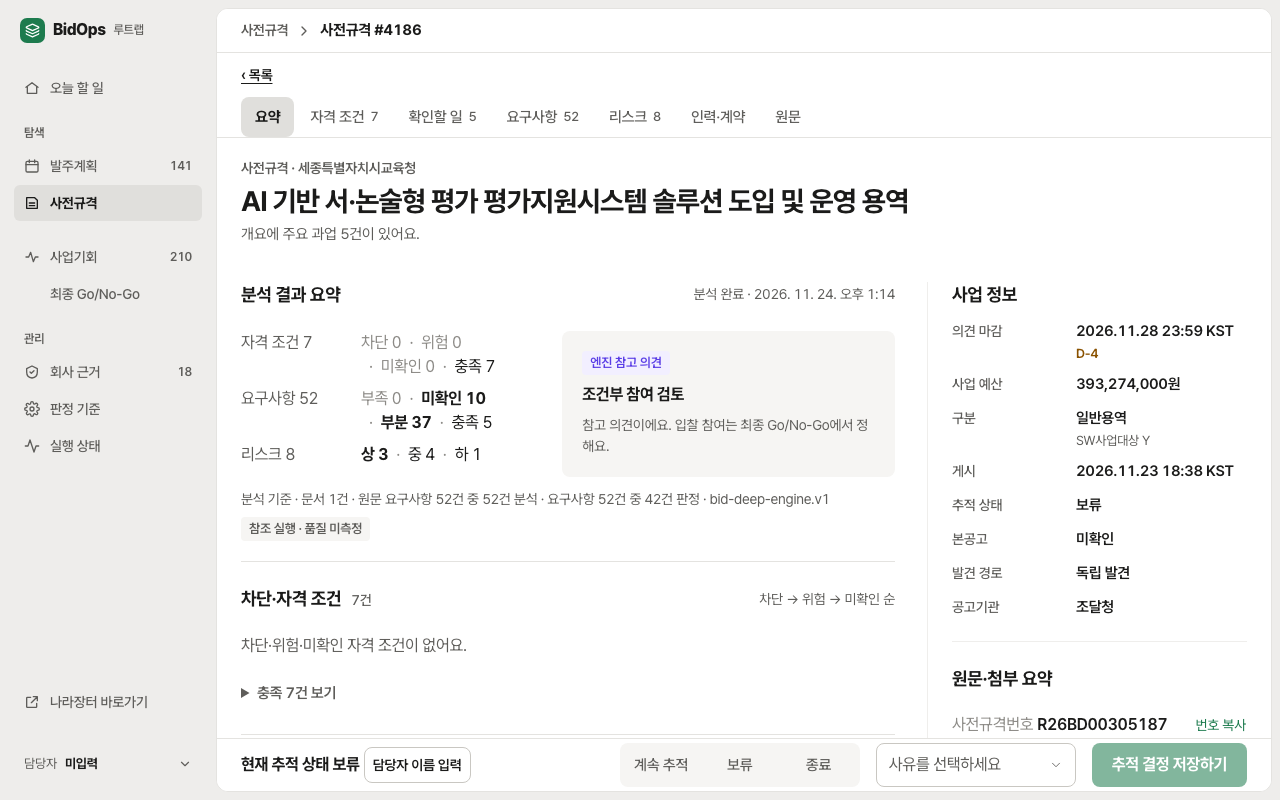 BidOps 루트랩
오늘 할 일
탐색
발주계획 141
사전규격
사업기회 210
최종 Go/No-Go
관리
회사 근거 18
판정 기준
실행 상태
나라장터 바로가기
담당자 미입력
사전규격 > 사전규격 #4186
‹ 목록
요약 자격 조건 7 확인할 일 5 요구사항 52 리스크 8 인력·계약 원문
사전규격 · 세종특별자치시교육청
AI 기반 서·논술형 평가 평가지원시스템 솔루션 도입 및 운영 용역
개요에 주요 과업 5건이 있어요.
분석 결과 요약 분석 완료 · 2026. 11. 24. 오후 1:14
자격 조건 7 차단 0 · 위험 0
· 미확인 0 · 충족 7
요구사항 52 부족 0 · 미확인 10
· 부분 37 · 충족 5
리스크 8 상 3 · 중 4 · 하 1
엔진 참고 의견
조건부 참여 검토
참고 의견이에요. 입찰 참여는 최종 Go/No-Go에서 정
해요.
분석 기준 · 문서 1건 · 원문 요구사항 52건 중 52건 분석 · 요구사항 52건 중 42건 판정 · bid-deep-engine.v1
참조 실행 · 품질 미측정
차단·자격 조건 7건 차단 → 위험 → 미확인 순
차단·위험·미확인 자격 조건이 없어요.
▶ 충족 7건 보기
사업 정보
의견 마감 2026.11.28 23:59 KST
D-4
사업 예산 393,274,000원
구분 일반용역
SW사업대상 Y
게시 2026.11.23 18:38 KST
추적 상태 보류
본공고 미확인
발견 경로 독립 발견
공고기관 조달청
원문·첨부 요약
사전규격번호 R26BD00305187 번호 복사
현재 추적 상태 보류 담당자 이름 입력 계속 추적 보류 종료 사유를 선택하세요 추적 결정 저장하기